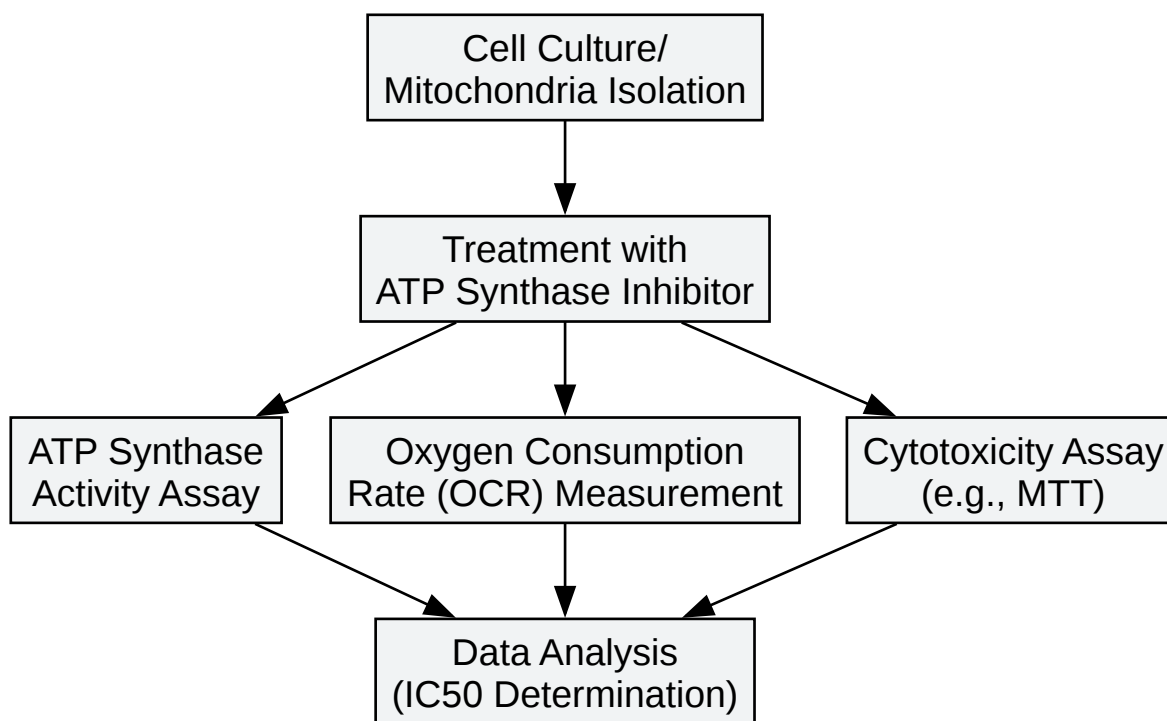 Cell Culture/
Mitochondria Isolation
Treatment with
ATP Synthase Inhibitor
ATP Synthase
Activity Assay
Oxygen Consumption
Rate (OCR) Measurement
Cytotoxicity Assay
(e.g., MTT)
Data Analysis
(IC50 Determination)